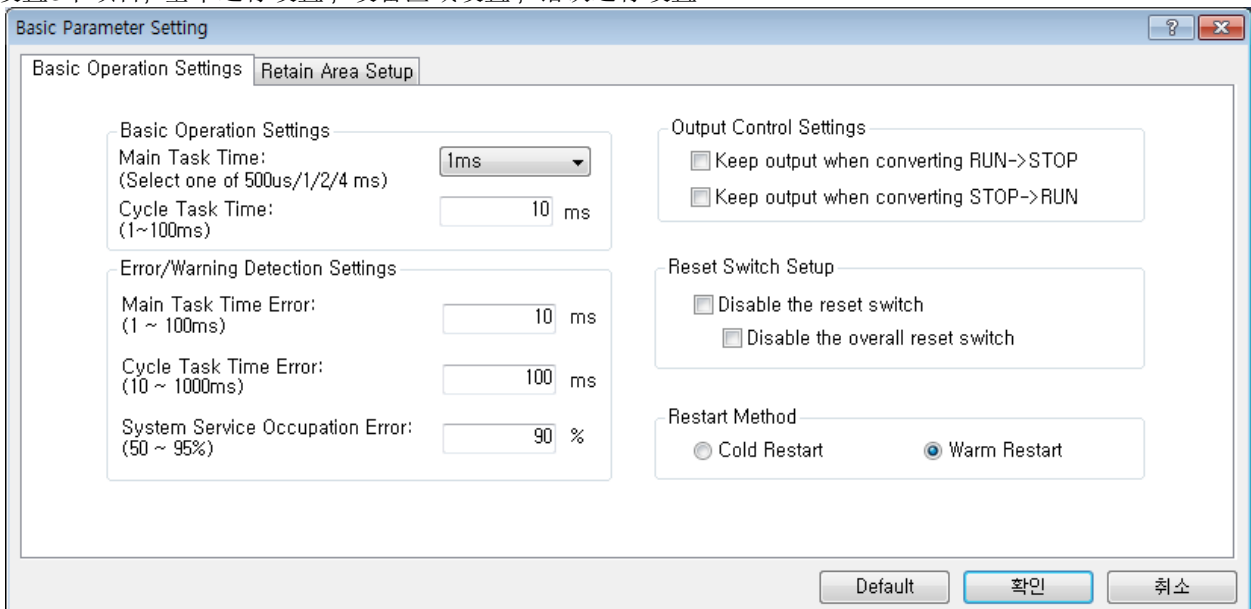 Basic Parameter Setting
Basic Operation Settings
Retain Area Setup
Basic Operation Settings
Main Task Time:
1ms
(Select one of 500us/1/2/4 ms)
Cycle Task Time:
10 ms
(1~100ms)
Error/Warning Detection Settings
Main Task Time Error:
10 ms
(1 ~ 100ms)
Cycle Task Time Error:
100 ms
(10 ~ 1000ms)
System Service Occupation Error:
90 %
(50 ~ 95%)
Output Control Settings
Keep output when converting RUN->STOP
Keep output when converting STOP->RUN
Reset Switch Setup
Disable the reset switch
Disable the overall reset switch
Restart Method
Cold Restart
Warm Restart
Default
확인
취소